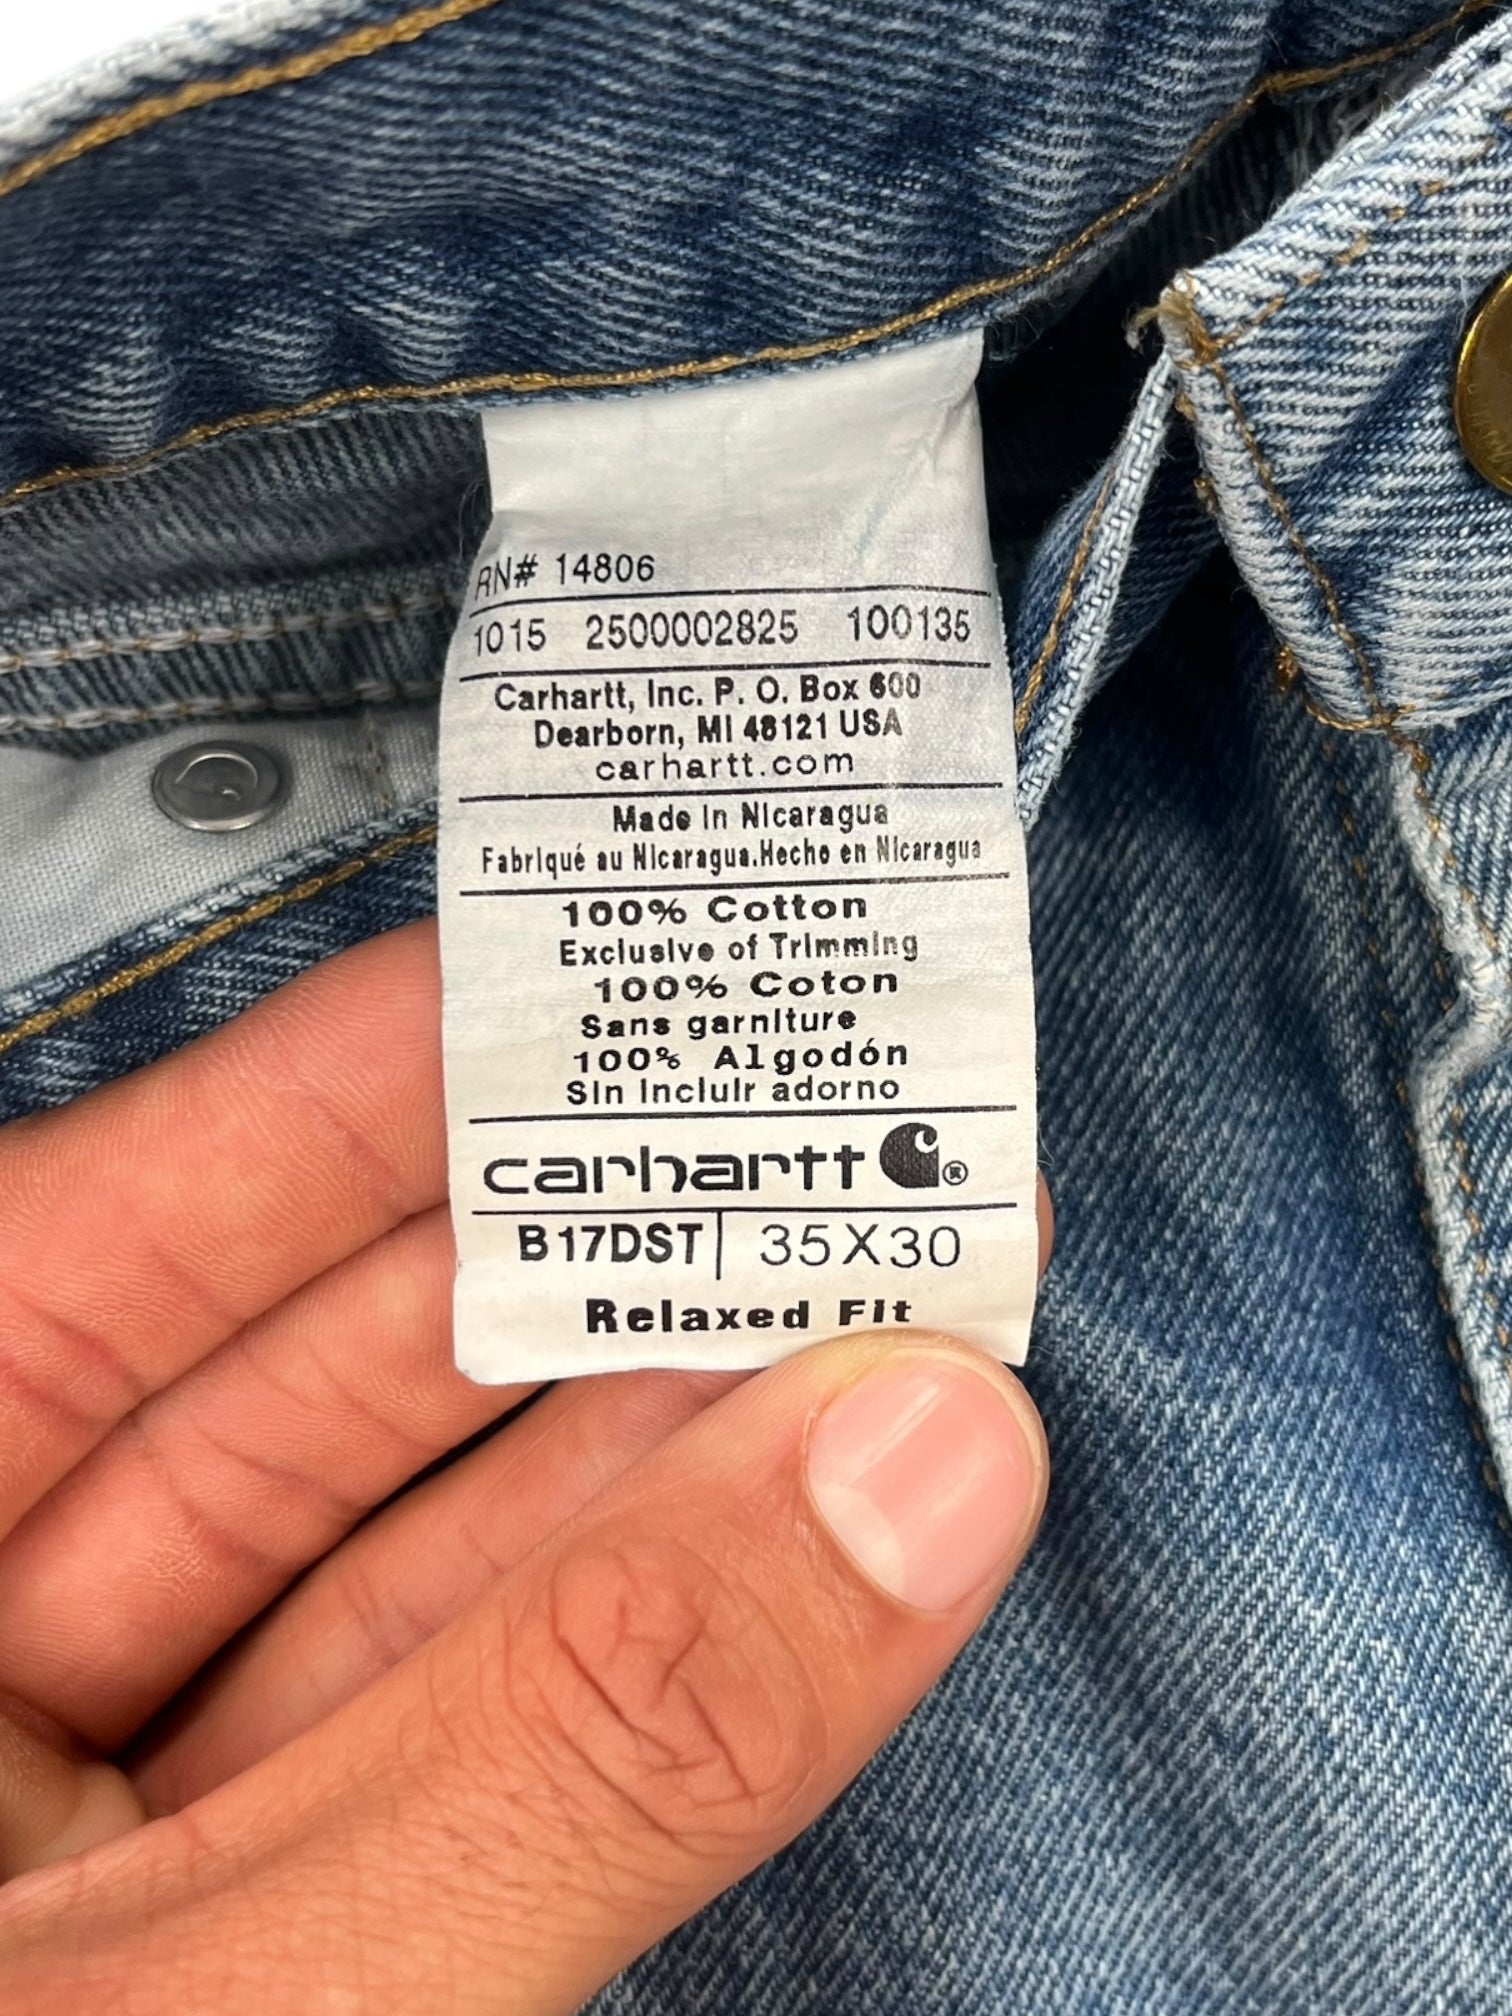 RN# 14806
1015 2500002825 100135
Carhartt, Inc. P. O. Box 600
Dearborn, MI 48121 USA
carhartt.com
Made In Nicaragua
Fabriqué au Nicaragua.Hecho en Nicaragua
100% Cotton
Exclusive of Trimming
100% Coton
Sans garniture
100% Algodón
Sin incluir adorno
carhartt ®
B17DST 35X30
Relaxed Fit